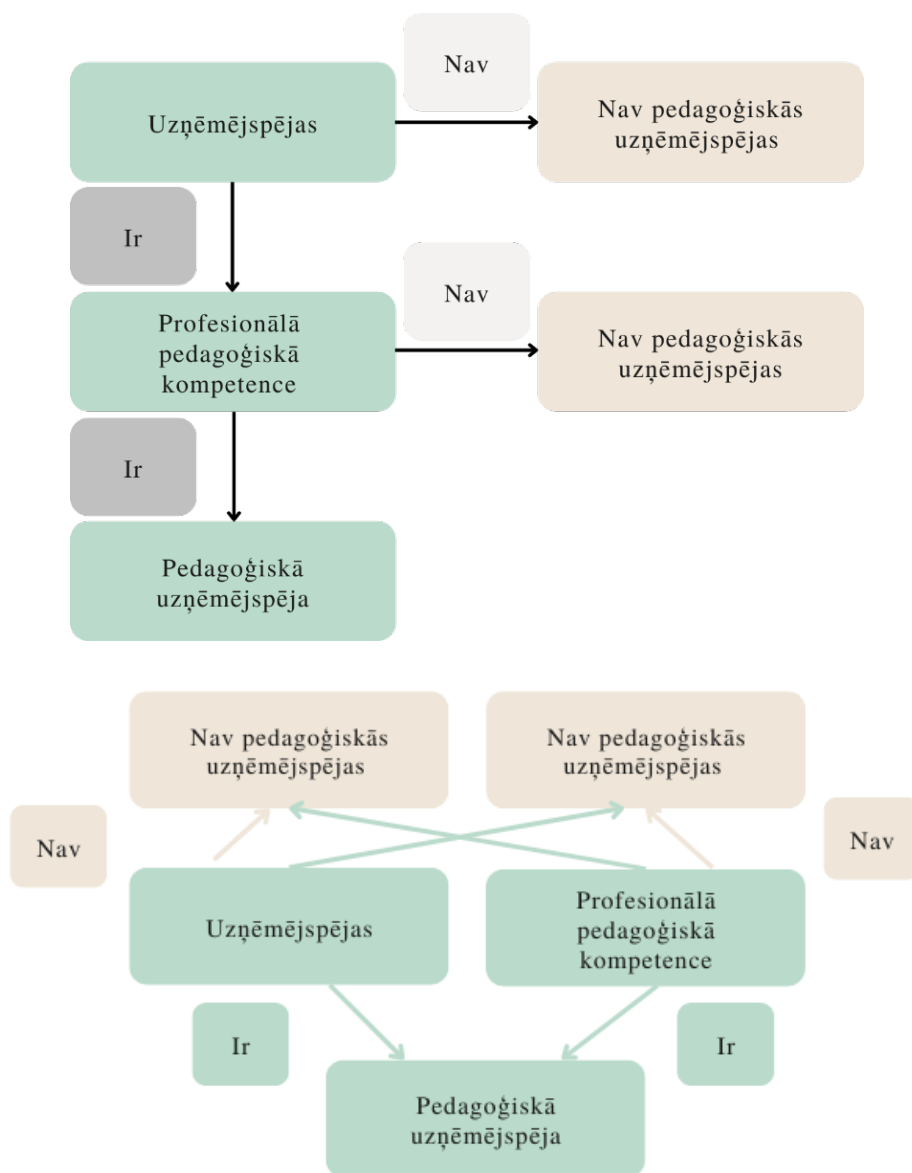 Nav
Uzņēmējspējas
Nav pedagoģiskās
uzņēmējspējas
Ir
Nav
Profesionālā
pedagoģiskā
kompetence
Nav pedagoģiskās
uzņēmējspējas
Ir
Pedagoģiskā
uzņēmējspēja
Nav pedagoģiskās
uzņēmējspējas
Nav pedagoģiskās
uzņēmējspējas
Nav
Nav
Uzņēmējspējas
Profesionālā
pedagoģiskā
kompetence
Ir
Ir
Pedagoģiskā
uzņēmējspēja